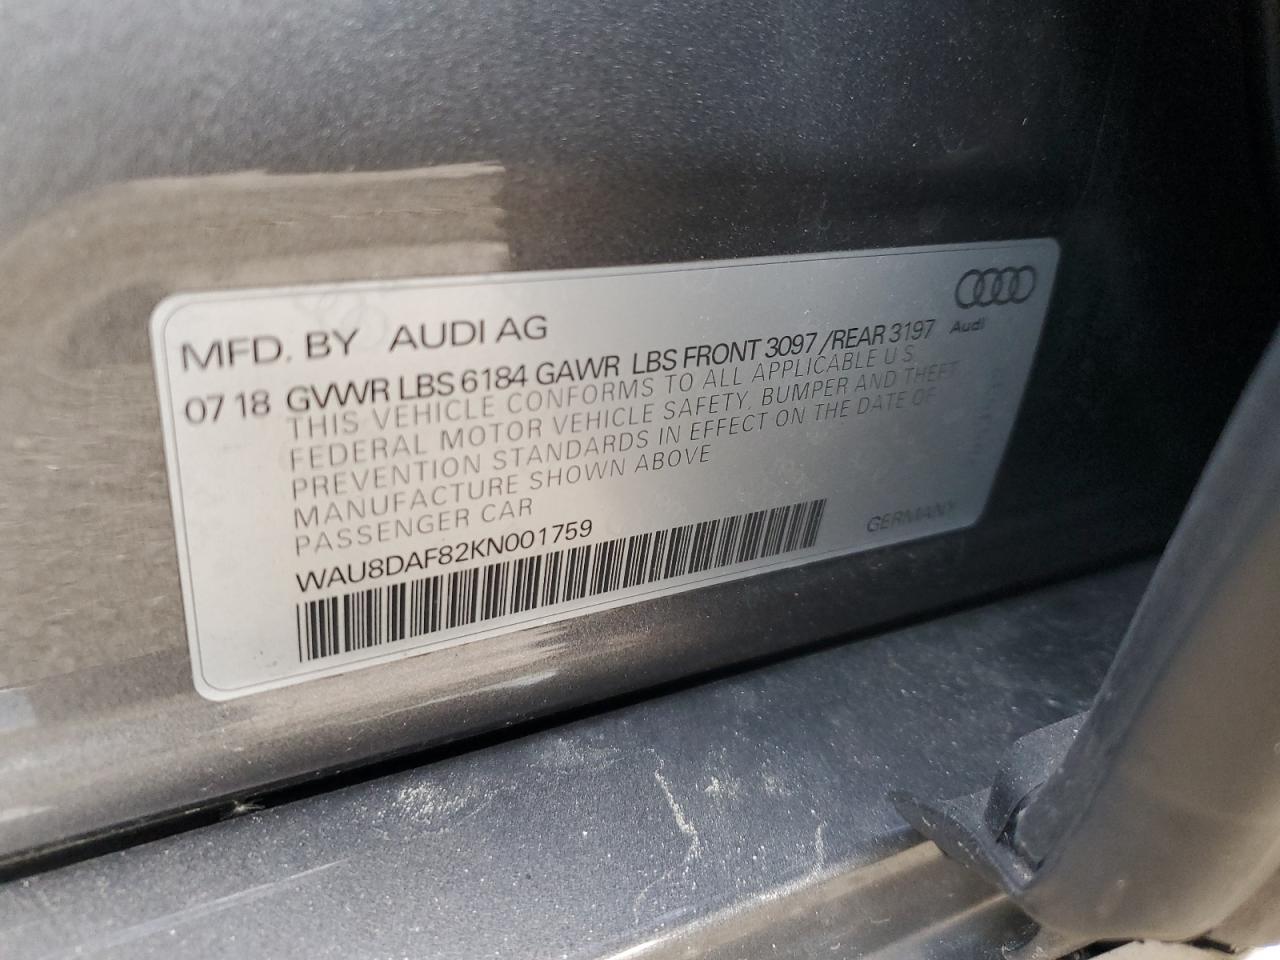 MFD. BY AUDI AG
Audi
07 18 GVWR LBS 6184 GAWR LBS FRONT 3097 /REAR 3197
THIS VEHICLE CONFORMS TO ALL APPLICABLE U S
FEDERAL MOTOR VEHICLE SAFETY, BUMPER AND THEFT
PREVENTION STANDARDS IN EFFECT ON THE DATE OF
MANUFACTURE SHOWN ABOVE
PASSENGER CAR
WAU8DAF82KN001759
GERMANY